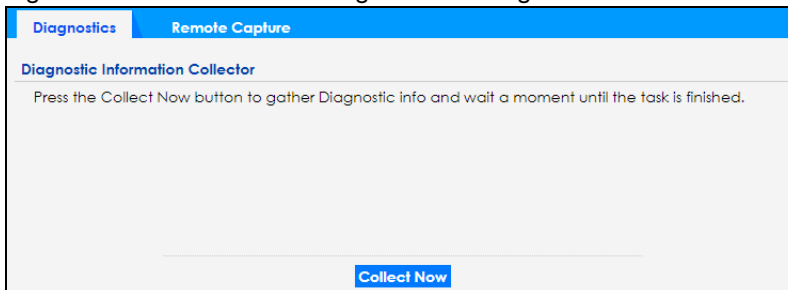 Diagnostics
Remote Capture
Diagnostic Information Collector
Press the Collect Now button to gather Diagnostic info and wait a moment until the task is finished.
Collect Now